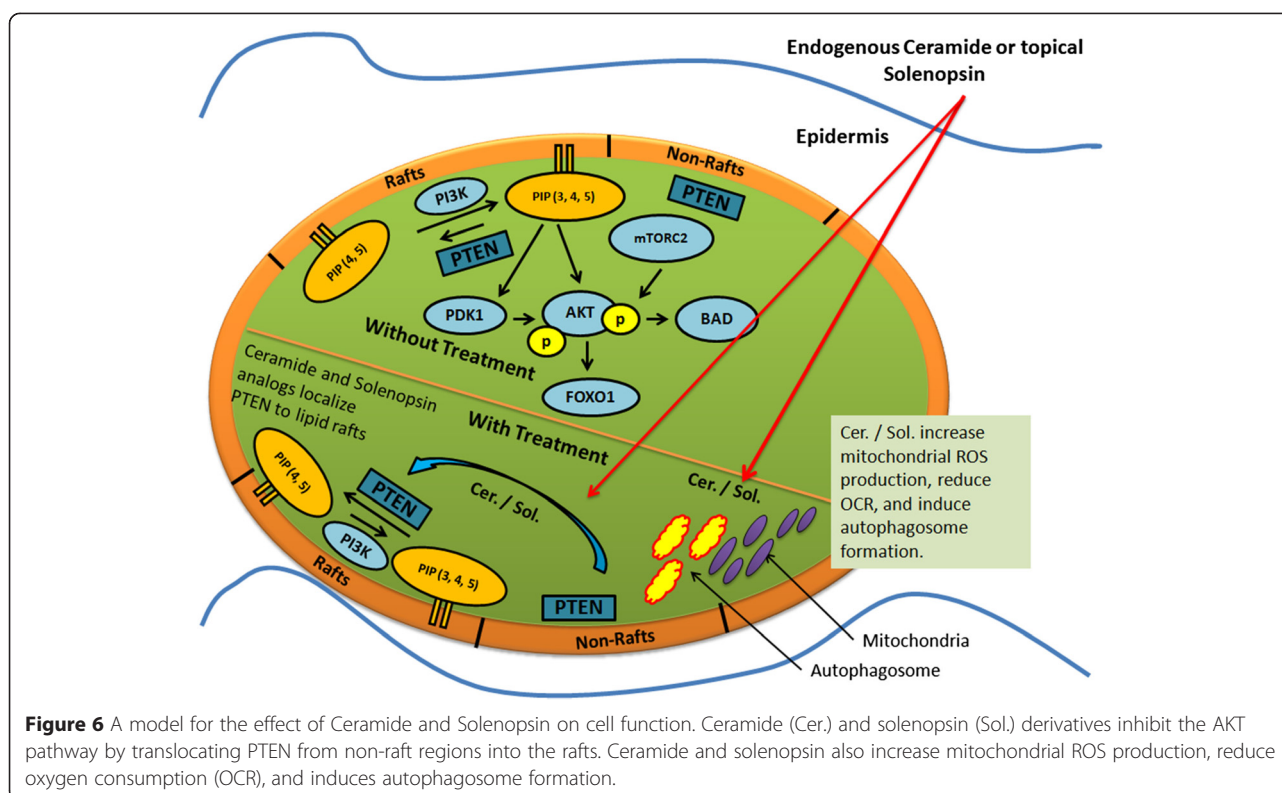 Endogenous Ceramide or topical
Solenopsin
Epidermis
Rafts
Non-Rafts
PI3K
PIP (3, 4, 5)
PTEN
PIP (4, 5)
PTEN
mTORC2
PDK1
AKT
p
p
BAD
Without Treatment
FOXO1
Ceramide and Solenopsin
analogs localize
PTEN to lipid rafts
With Treatment
Cer. / Sol. increase
mitochondrial ROS
production, reduce
OCR, and induce
autophagosome
formation.
PIP (4, 5)
PTEN
Cer. / Sol.
Cer. / Sol.
PI3K
PIP (3, 4, 5)
Rafts
PTEN
Non-Rafts
Mitochondria
Autophagosome
Figure 6 A model for the effect of Ceramide and Solenopsin on cell function. Ceramide (Cer.) and solenopsin (Sol.) derivatives inhibit the AKT
pathway by translocating PTEN from non-raft regions into the rafts. Ceramide and solenopsin also increase mitochondrial ROS production, reduce
oxygen consumption (OCR), and induces autophagosome formation.